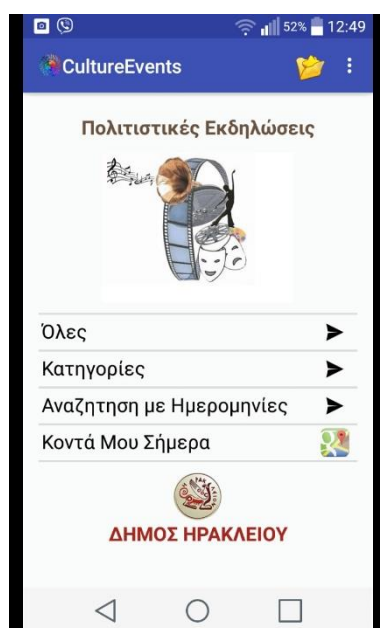 52% 12:49
CultureEvents
Πολιτιστικές Εκδηλώσεις
Όλες
Κατηγορίες
Αναζητηση με Ημερομηνίες
Κοντά Μου Σήμερα
ΔΗΜΟΣ ΗΡΑΚΛΕΙΟΥ